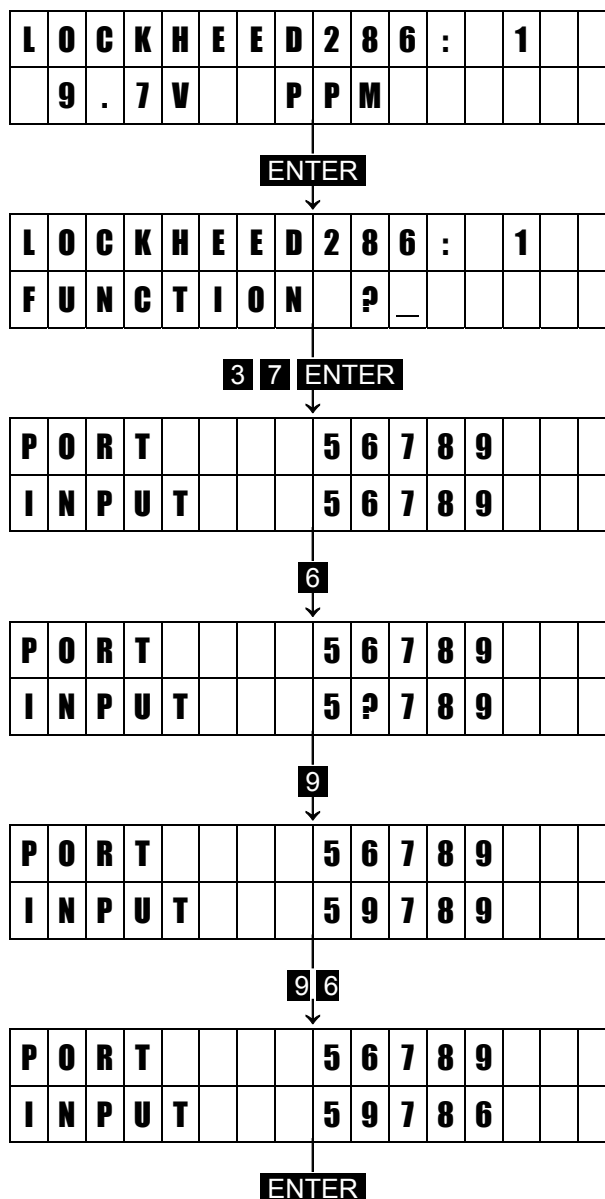 LOCKHEED286: 1
9.7V PPM
ENTER
LOCKHEED286: 1
FUNCTION ?_
3 7 ENTER
PORT 56789
INPUT 56789
6
PORT 56789
INPUT 5?789
9
PORT 56789
INPUT 59789
9 6
PORT 56789
INPUT 59786
ENTER